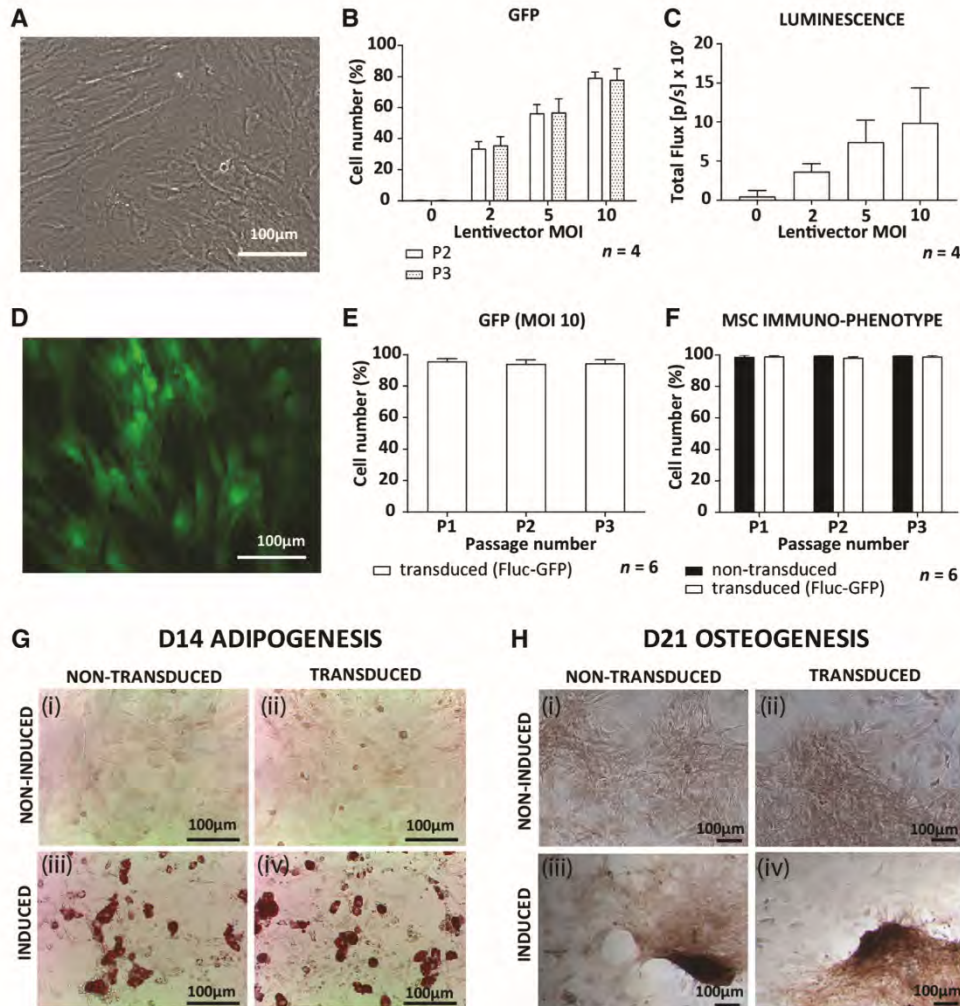 A
100μm
B
GFP
Cell number (%)
100
80
60
40
20
0
0 2 5 10
Lentivector MOI
P2
P3
n = 4
C
LUMINESCENCE
Total Flux [p/s] x 10⁷
20
15
10
5
0
0 2 5 10
Lentivector MOI
n = 4
D
100μm
E
GFP (MOI 10)
Cell number (%)
100
80
60
40
20
0
P1 P2 P3
Passage number
transduced (Fluc-GFP)
n = 6
F
MSC IMMUNO-PHENOTYPE
Cell number (%)
100
80
60
40
20
0
P1 P2 P3
Passage number
non-transduced
transduced (Fluc-GFP)
n = 6
G
D14 ADIPOGENESIS
NON-TRANSDUCED TRANSDUCED
NON-INDUCED
(i)
100μm
(ii)
100μm
INDUCED
(iii)
100μm
(iv)
100μm
H
D21 OSTEOGENESIS
NON-TRANSDUCED TRANSDUCED
NON-INDUCED
(i)
100μm
(ii)
100μm
INDUCED
(iii)
100μm
(iv)
100μm